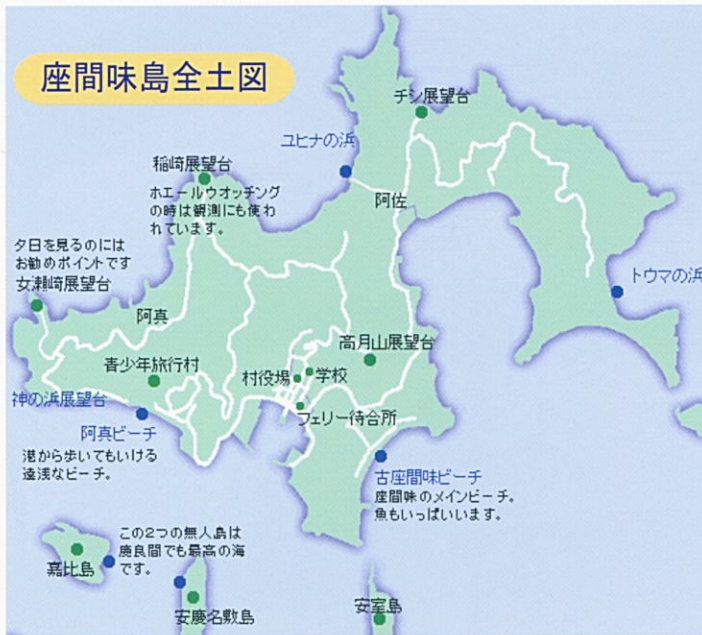 座間味島全土図
チシ展望台
ユヒナの浜
稲崎展望台
ホエールウオッチング
の時は観測にも使わ
れています。
阿佐
夕日を見るのには
お勧めポイントです
女瀬崎展望台
トウマの浜
阿真
高月山展望台
青少年旅行村
村役場
学校
神の浜展望台
フェリー待合所
阿真ビーチ
港から歩いてもいける
遠浅なビーチ。
古座間味ビーチ
座間味のメインビーチ。
魚もいっぱいいます。
この2つの無人島は
慶良間でも最高の海
です。
嘉比島
安慶名敷島
安室島